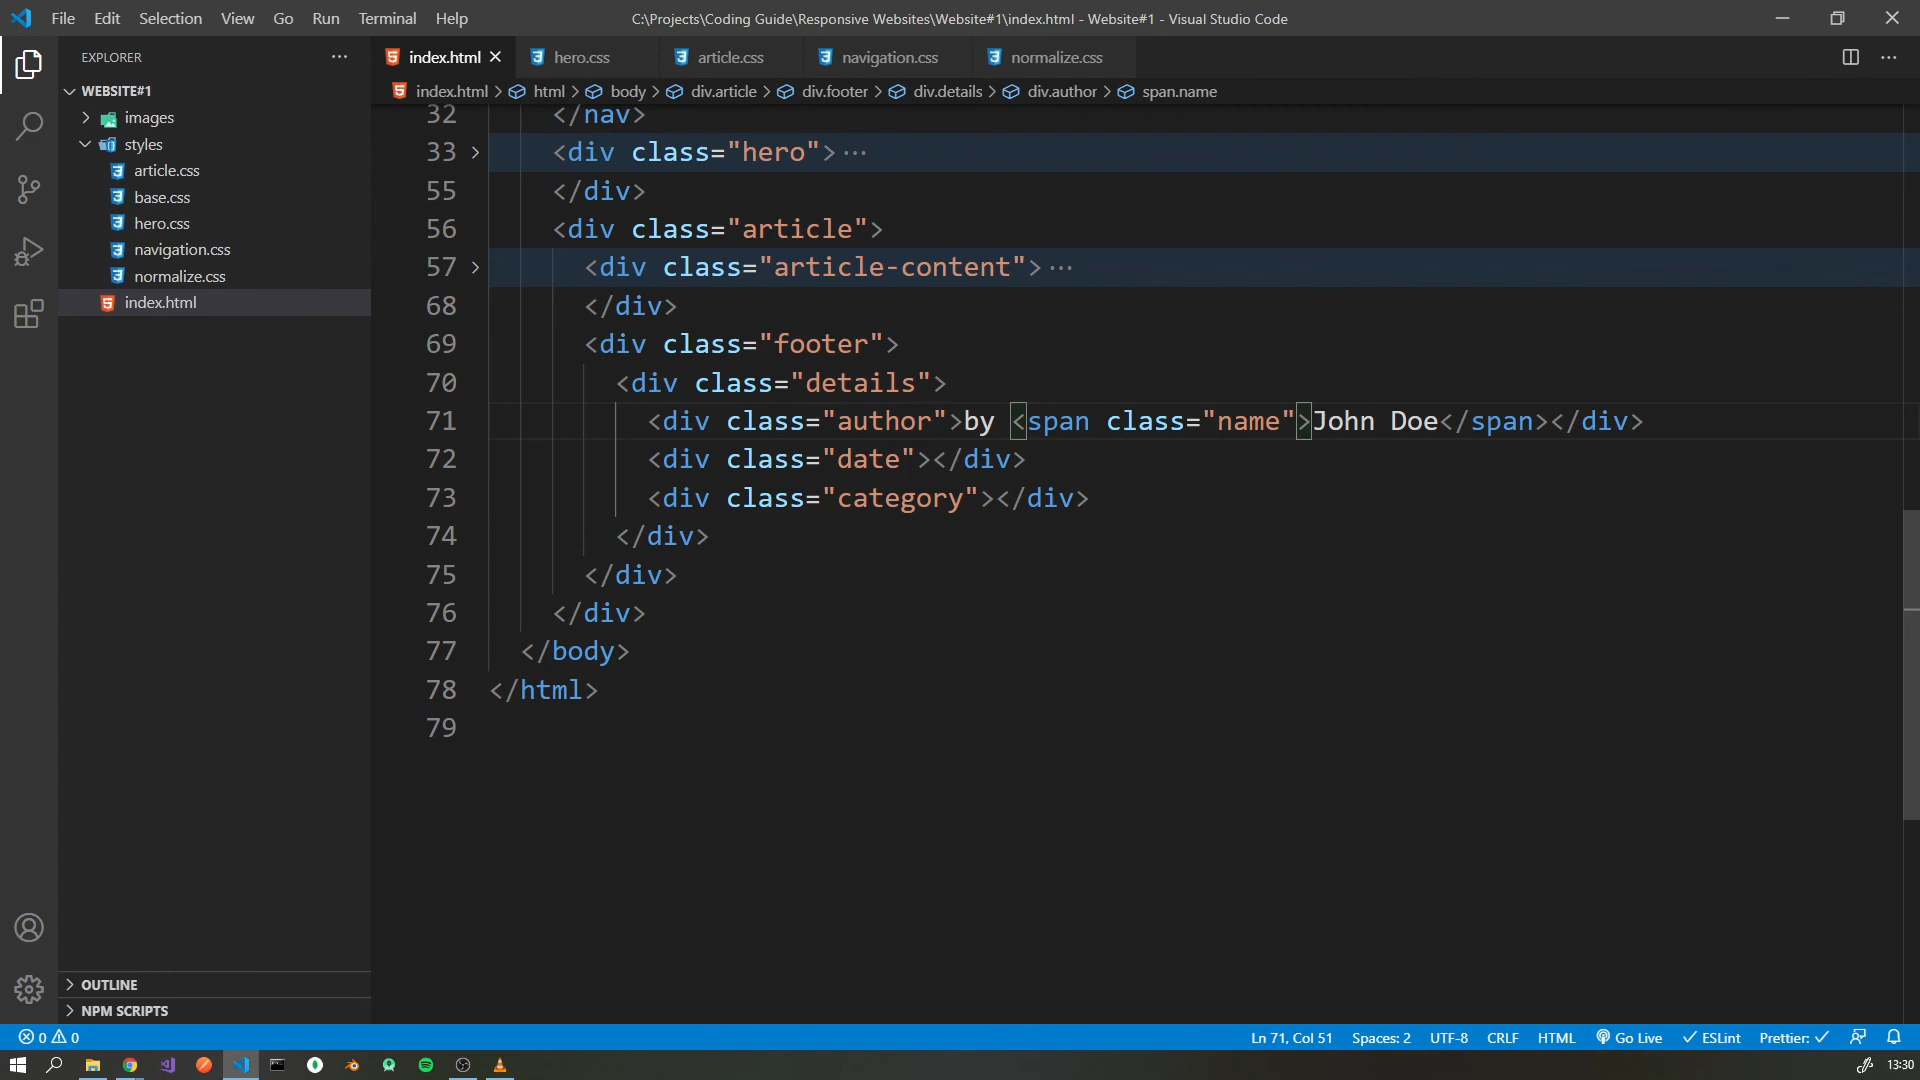 File Edit Selection View Go Run Terminal Help
C:\Projects\Coding Guide\Responsive Websites\Website#1\index.html - Website#1 - Visual Studio Code
EXPLORER
WEBSITE#1
images
styles
article.css
base.css
hero.css
navigation.css
normalize.css
index.html
OUTLINE
NPM SCRIPTS
index.html hero.css article.css navigation.css normalize.css
index.html > html > body > div.article > div.footer > div.details > div.author > span.name
32 </nav>
33 <div class="hero">···
55 </div>
56 <div class="article">
57 <div class="article-content">···
68 </div>
69 <div class="footer">
70 <div class="details">
71 <div class="author">by <span class="name">John Doe</span></div>
72 <div class="date"></div>
73 <div class="category"></div>
74 </div>
75 </div>
76 </div>
77 </body>
78 </html>
79
0 0 Ln 71, Col 51 Spaces: 2 UTF-8 CRLF HTML Go Live ESLint Prettier: ✓
13:30